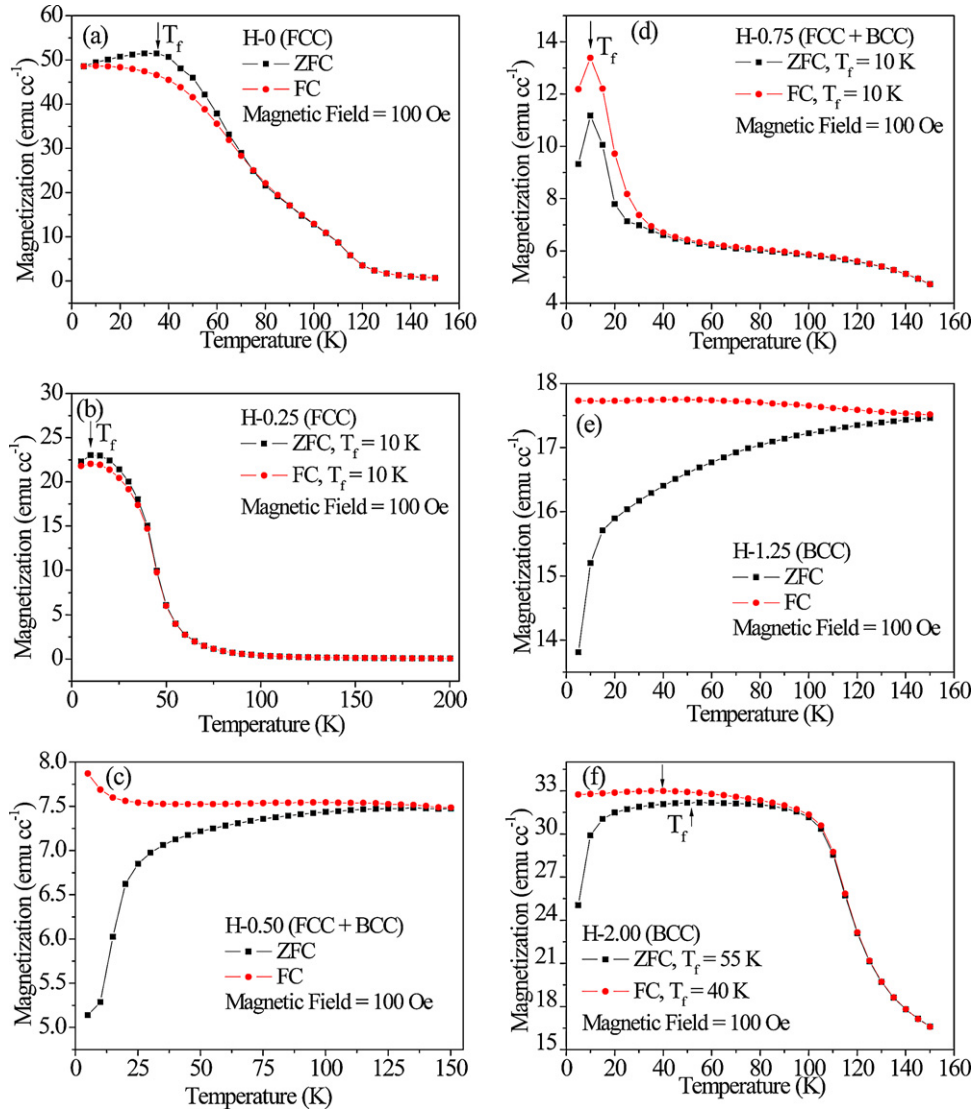 (a)
T_f
H-0 (FCC)
ZFC
FC
Magnetic Field = 100 Oe
Magnetization (emu cc⁻¹)
60
50
40
30
20
10
0
0 20 40 60 80 100 120 140 160
Temperature (K)
(d)
T_f
H-0.75 (FCC + BCC)
ZFC, T_f = 10 K
FC, T_f = 10 K
Magnetic Field = 100 Oe
Magnetization (emu cc⁻¹)
14
12
10
8
6
4
0 20 40 60 80 100 120 140 160
Temperature (K)
(b)
T_f
H-0.25 (FCC)
ZFC, T_f = 10 K
FC, T_f = 10 K
Magnetic Field = 100 Oe
Magnetization (emu cc⁻¹)
30
25
20
15
10
5
0
0 50 100 150 200
Temperature (K)
(e)
H-1.25 (BCC)
ZFC
FC
Magnetic Field = 100 Oe
Magnetization (emu cc⁻¹)
18
17
16
15
14
0 20 40 60 80 100 120 140 160
Temperature (K)
(c)
H-0.50 (FCC + BCC)
ZFC
FC
Magnetic Field = 100 Oe
Magnetization (emu cc⁻¹)
8.0
7.5
7.0
6.5
6.0
5.5
5.0
0 25 50 75 100 125 150
Temperature (K)
(f)
T_f
H-2.00 (BCC)
ZFC, T_f = 55 K
FC, T_f = 40 K
Magnetic Field = 100 Oe
Magnetization (emu cc⁻¹)
33
30
27
24
21
18
15
0 20 40 60 80 100 120 140 160
Temperature (K)